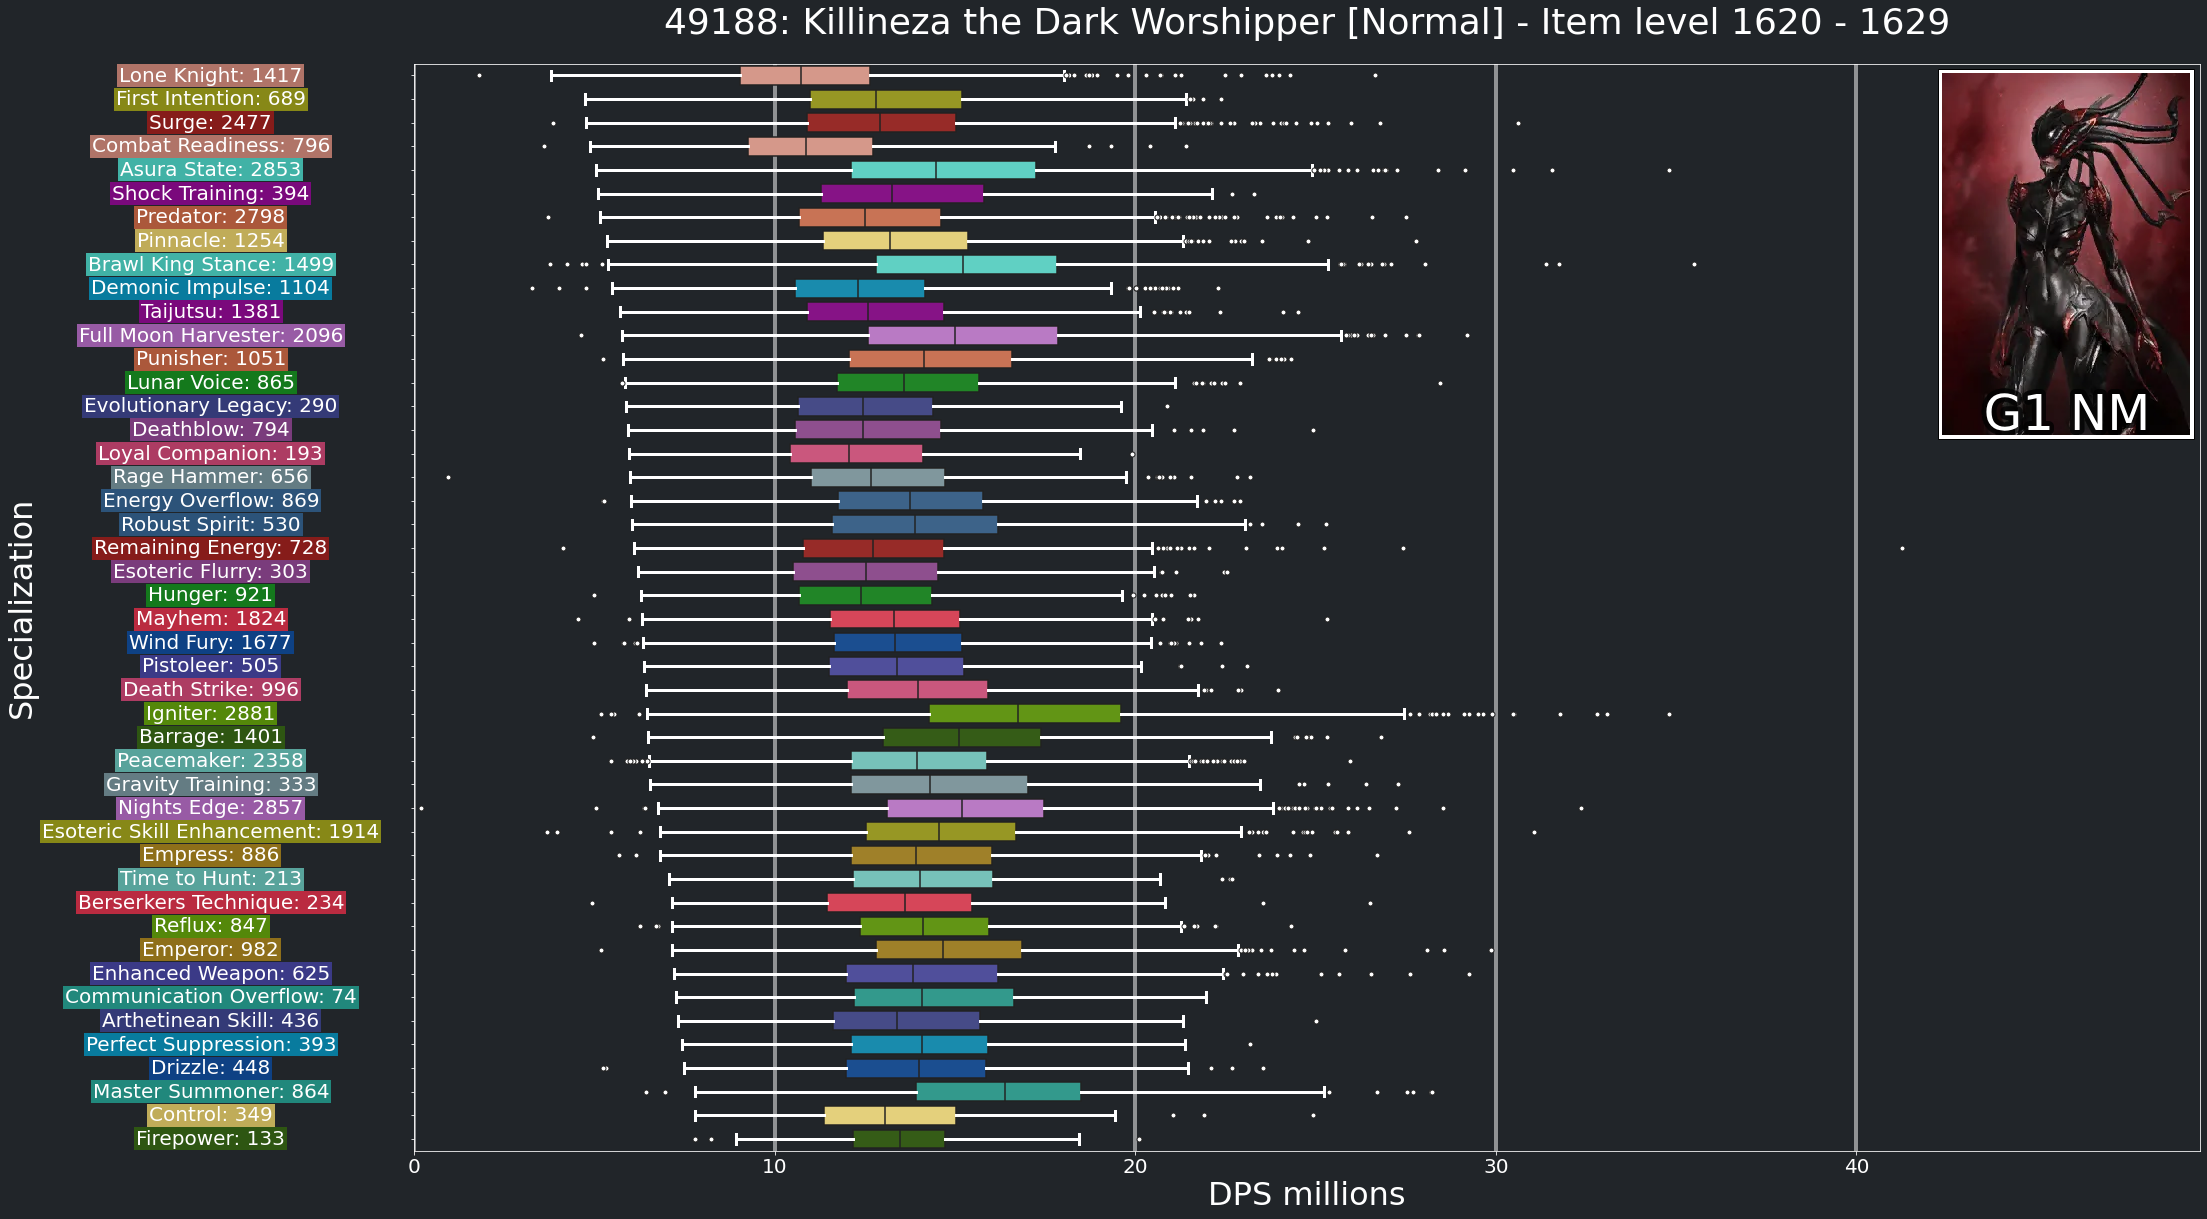 49188: Killineza the Dark Worshipper [Normal] - Item level 1620 - 1629
Lone Knight: 1417
First Intention: 689
Surge: 2477
Combat Readiness: 796
Asura State: 2853
Shock Training: 394
Predator: 2798
Pinnacle: 1254
Brawl King Stance: 1499
Demonic Impulse: 1104
Taijutsu: 1381
Full Moon Harvester: 2096
Punisher: 1051
Lunar Voice: 865
Evolutionary Legacy: 290
Deathblow: 794
Loyal Companion: 193
Rage Hammer: 656
Energy Overflow: 869
Robust Spirit: 530
Remaining Energy: 728
Esoteric Flurry: 303
Hunger: 921
Mayhem: 1824
Wind Fury: 1677
Pistoleer: 505
Death Strike: 996
Igniter: 2881
Barrage: 1401
Peacemaker: 2358
Gravity Training: 333
Nights Edge: 2857
Esoteric Skill Enhancement: 1914
Empress: 886
Time to Hunt: 213
Berserkers Technique: 234
Reflux: 847
Emperor: 982
Enhanced Weapon: 625
Communication Overflow: 74
Arthetinean Skill: 436
Perfect Suppression: 393
Drizzle: 448
Master Summoner: 864
Control: 349
Firepower: 133
Specialization
G1 NM
0 10 20 30 40
DPS millions